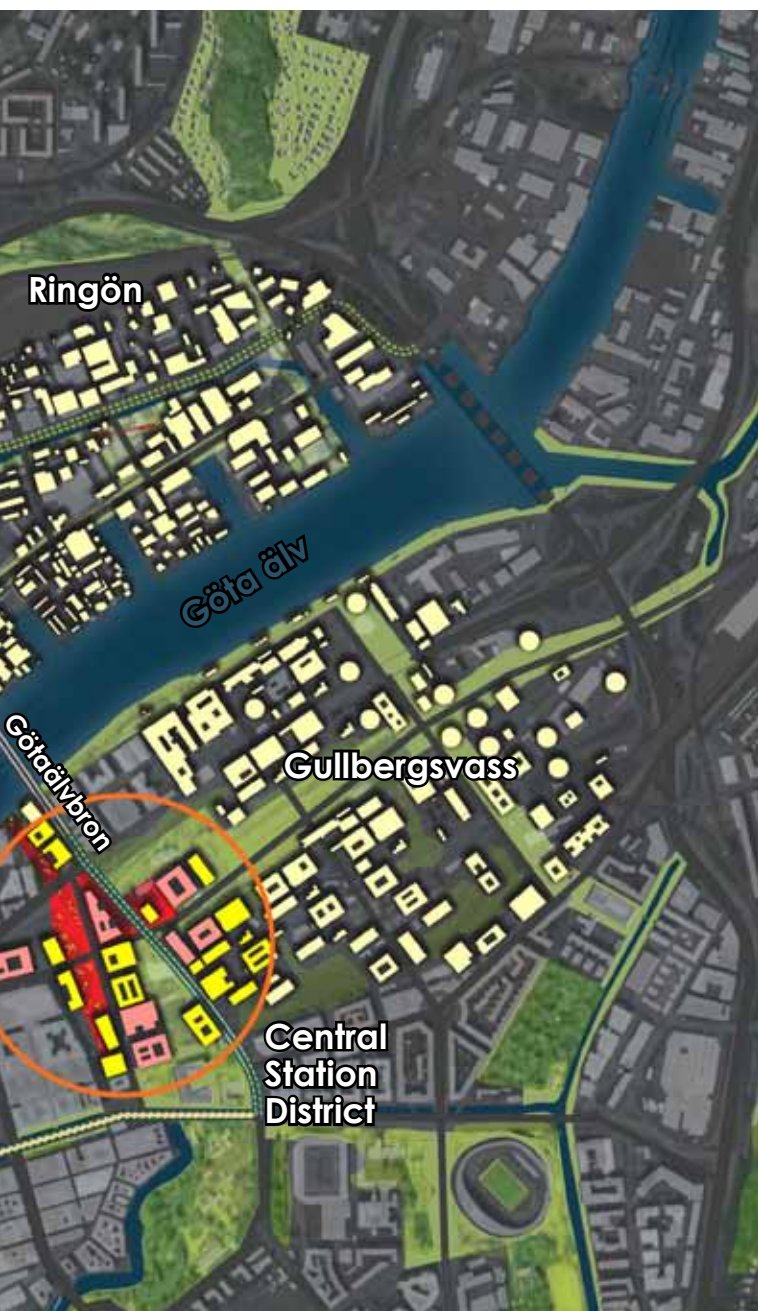 Ringön
Göta älv
Götaälvbron
Gullbergsvass
Central
Station
District